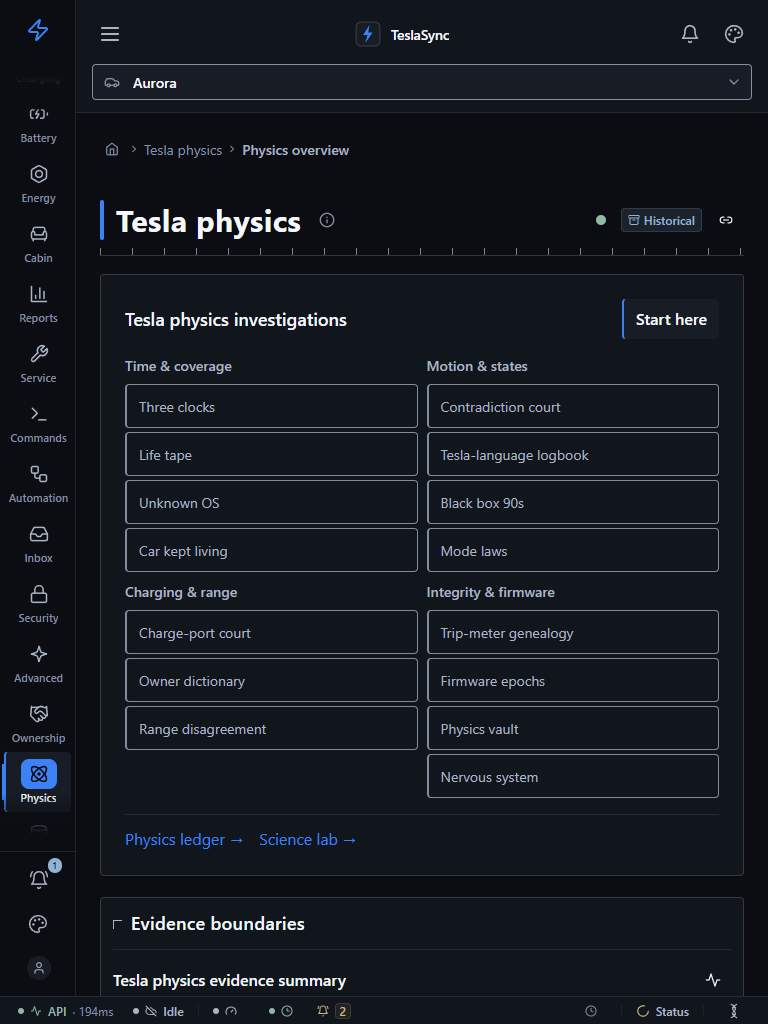 TeslaSync
Aurora
Tesla physics
Physics overview
Battery
Energy
Cabin
Reports
Service
Commands
Automation
Inbox
Security
Advanced
Ownership
Physics
1
Tesla physics
Historical
Tesla physics investigations
Start here
Time & coverage
Three clocks
Life tape
Unknown OS
Car kept living
Motion & states
Contradiction court
Tesla-language logbook
Black box 90s
Mode laws
Charging & range
Charge-port court
Owner dictionary
Range disagreement
Integrity & firmware
Trip-meter genealogy
Firmware epochs
Physics vault
Nervous system
Physics ledger →
Science lab →
Evidence boundaries
Tesla physics evidence summary
API · 194ms
Idle
2
Status